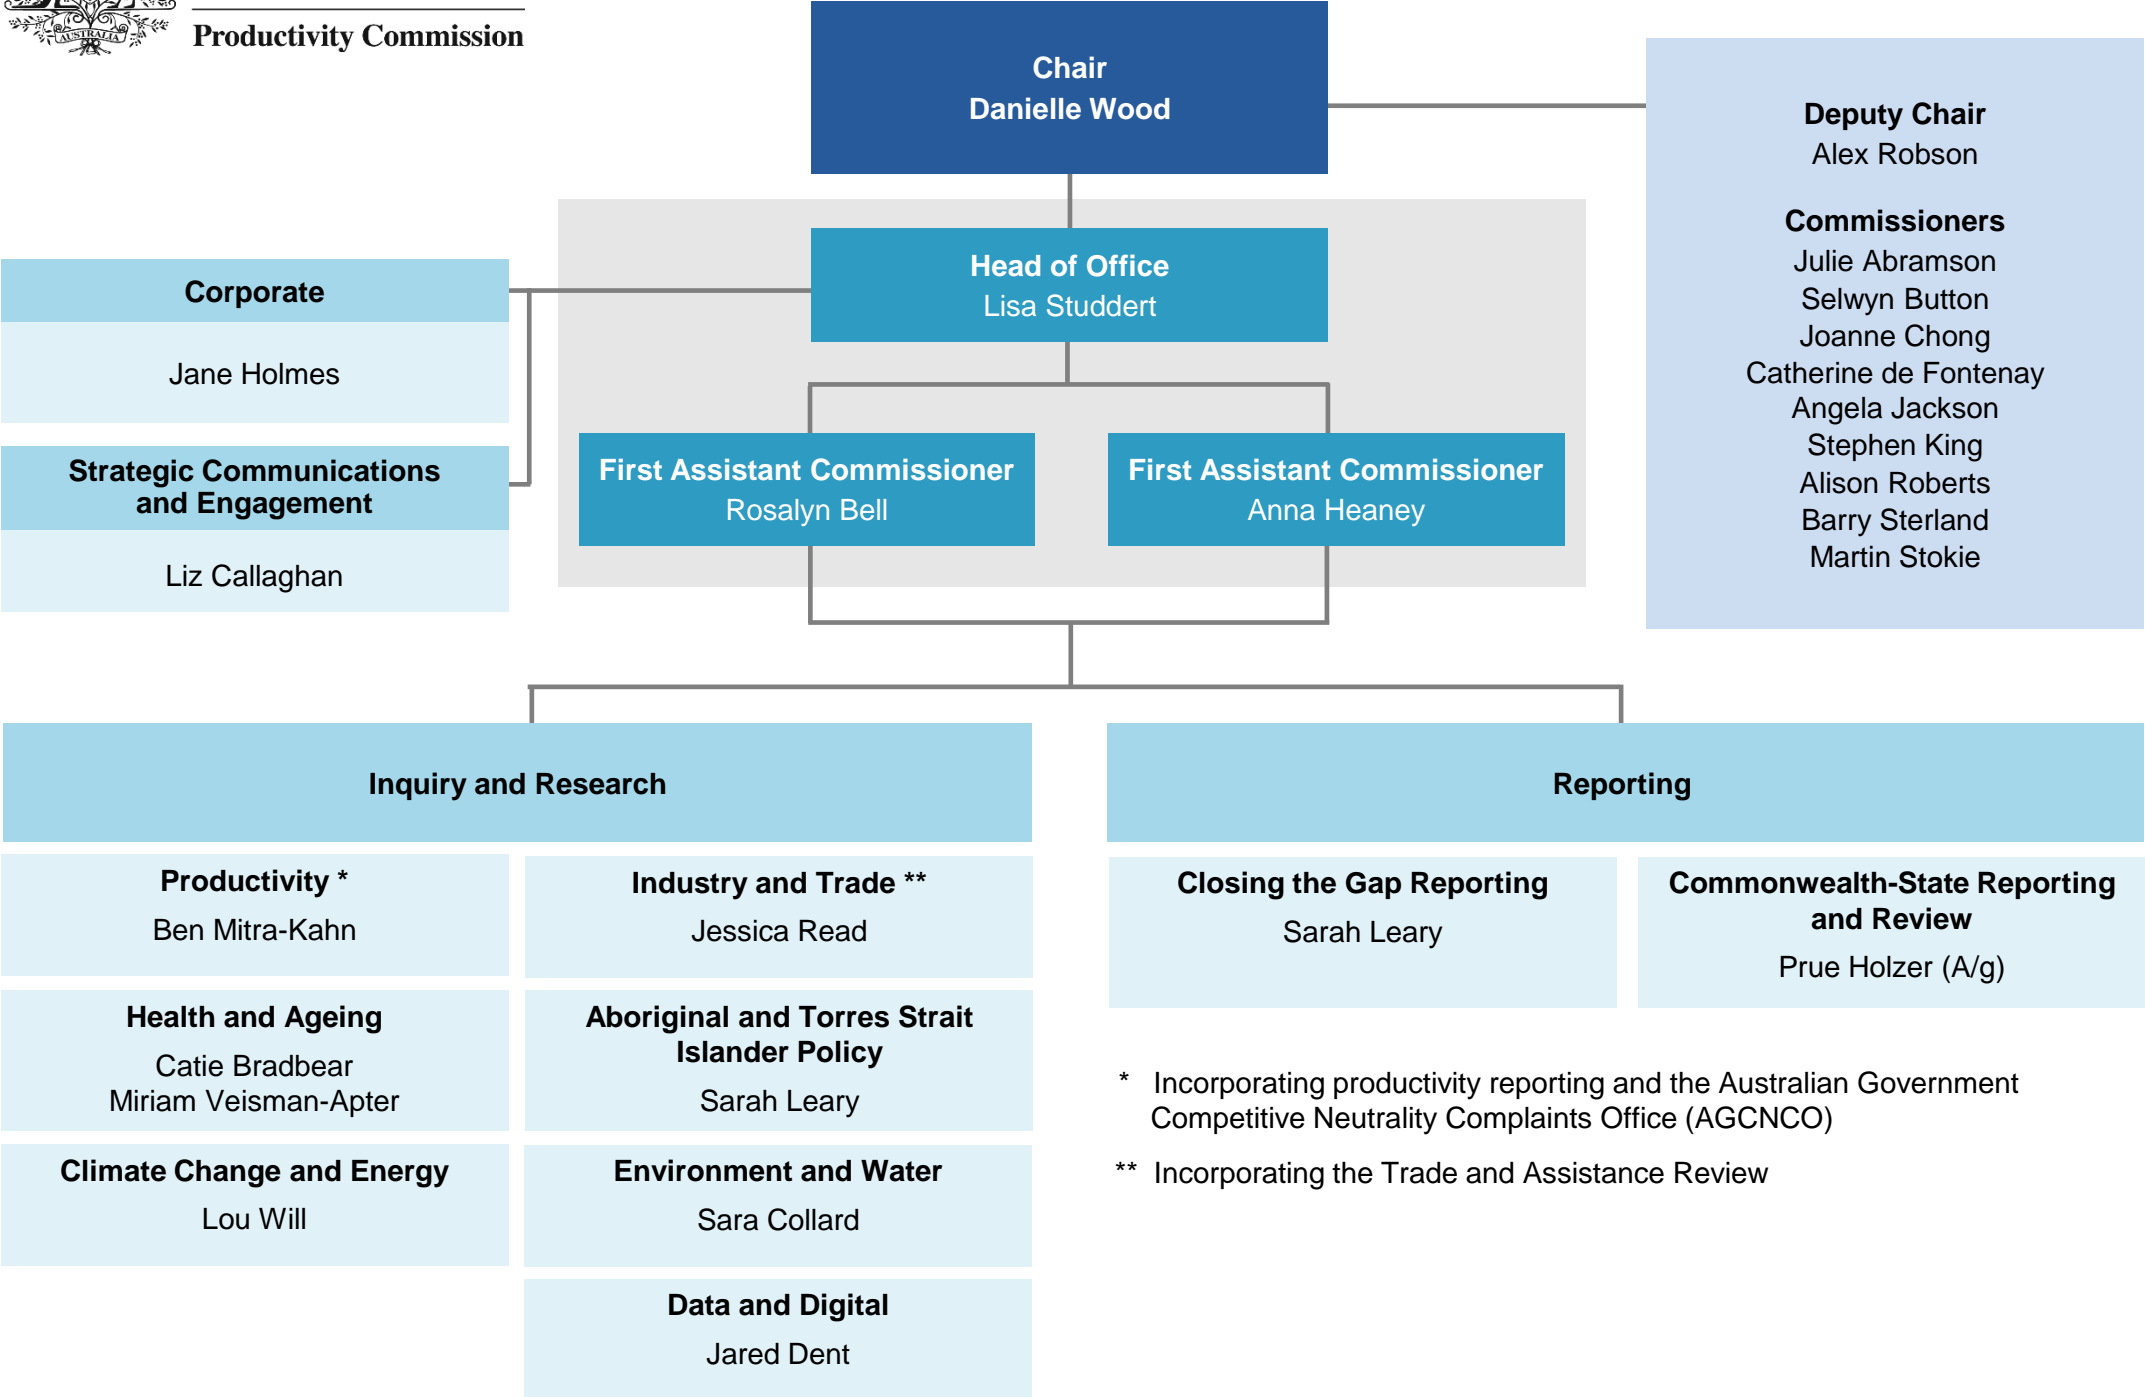 AUSTRALIA
Productivity Commission
Chair
Danielle Wood
Deputy Chair
Alex Robson
Commissioners
Julie Abramson
Selwyn Button
Joanne Chong
Catherine de Fontenay
Angela Jackson
Stephen King
Alison Roberts
Barry Sterland
Martin Stokie
Head of Office
Lisa Studdert
Corporate
Jane Holmes
Strategic Communications
and Engagement
Liz Callaghan
First Assistant Commissioner
Rosalyn Bell
First Assistant Commissioner
Anna Heaney
Inquiry and Research
Productivity *
Ben Mitra-Kahn
Industry and Trade **
Jessica Read
Health and Ageing
Catie Bradbear
Miriam Veisman-Apter
Aboriginal and Torres Strait
Islander Policy
Sarah Leary
Climate Change and Energy
Lou Will
Environment and Water
Sara Collard
Data and Digital
Jared Dent
Reporting
Closing the Gap Reporting
Sarah Leary
Commonwealth-State Reporting
and Review
Prue Holzer (A/g)
* Incorporating productivity reporting and the Australian Government
Competitive Neutrality Complaints Office (AGCNCO)
** Incorporating the Trade and Assistance Review